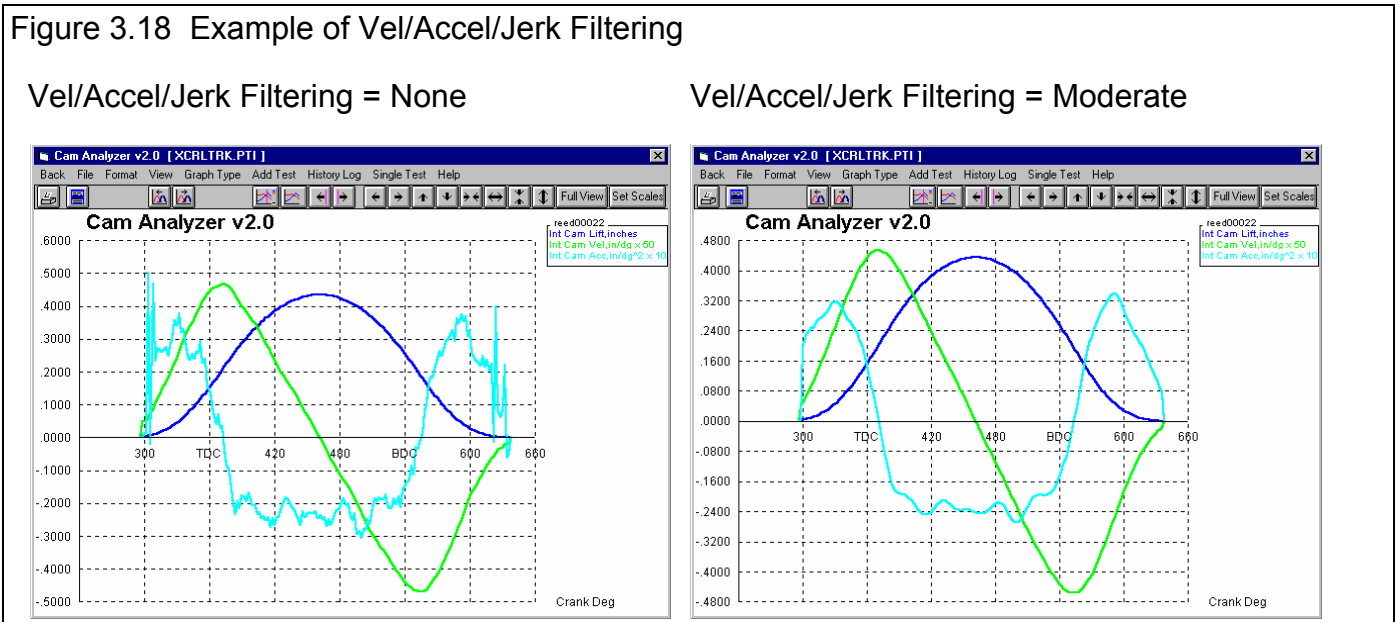 Figure 3.18 Example of Vel/Accel/Jerk Filtering
Vel/Accel/Jerk Filtering = None
Vel/Accel/Jerk Filtering = Moderate
Cam Analyzer v2.0 [ XCRLTRK.PTI ]
Back File Format View Graph Type Add Test History Log Single Test Help
Full View Set Scales
Cam Analyzer v2.0
reed00022
Int Cam Lift,inches
Int Cam Vel,in/dg x 50
Int Cam Acc,in/dg^2 x 10
.6000
.5000
.4000
.3000
.2000
.1000
.0000
-.1000
-.2000
-.3000
-.4000
-.5000
300 TDC 420 480 BDC 600 660
Crank Deg
Cam Analyzer v2.0 [ XCRLTRK.PTI ]
Back File Format View Graph Type Add Test History Log Single Test Help
Full View Set Scales
Cam Analyzer v2.0
reed00022
Int Cam Lift,inches
Int Cam Vel,in/dg x 50
Int Cam Acc,in/dg^2 x 10
.4800
.4000
.3200
.2400
.1600
.0800
.0000
-.0800
-.1600
-.2400
-.3200
-.4000
-.4800
300 TDC 420 480 BDC 600 660
Crank Deg